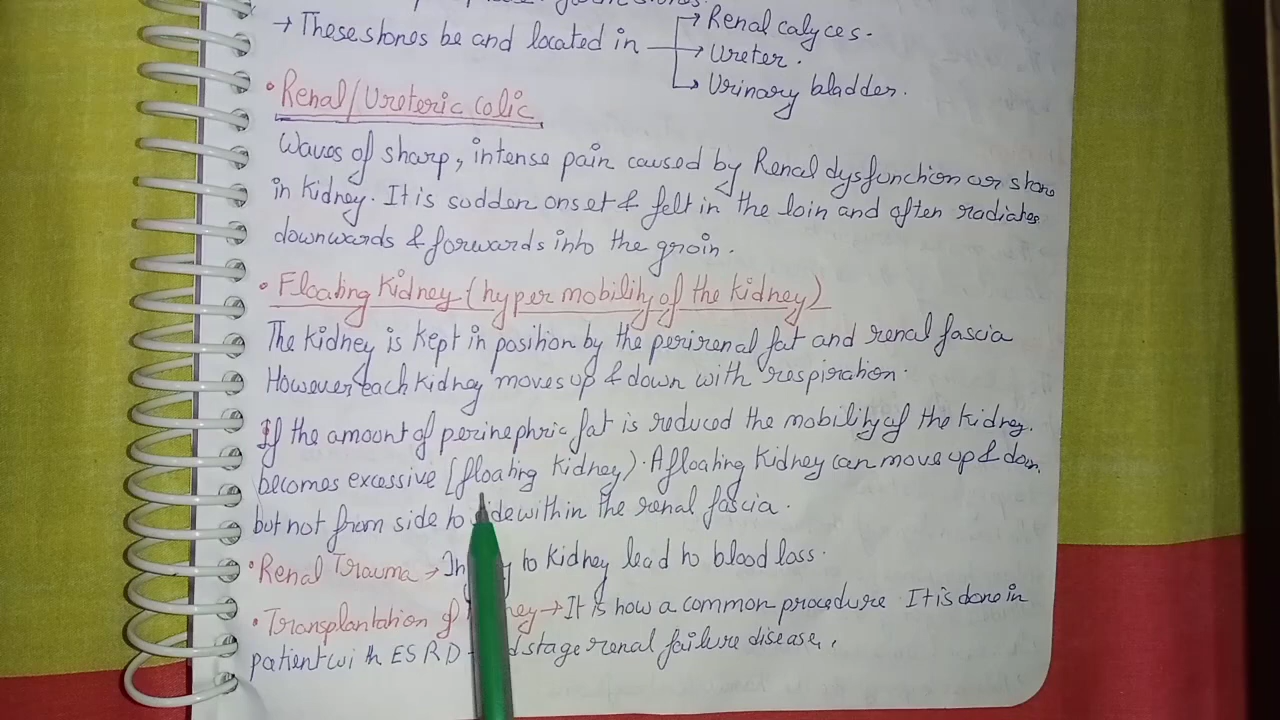 → These stones be and located in → Renal calyces.
→ Ureter.
→ Urinary bladder.
• Renal/Ureteric colic
Waves of sharp, intense pain caused by Renal dysfunction or stone
in kidney. It is sudden onset & felt in the loin and often radiates
downwards & forwards into the groin.
• Floating Kidney (hyper mobility of the kidney)
The kidney is kept in position by the perirenal fat and renal fascia
However each kidney moves up & down with respiration.
If the amount of perinephric fat is reduced the mobility of the kidney.
becomes excessive (floating kidney). A floating kidney can move up & down
but not from side to side within the renal fascia.
• Renal Trauma → to kidney lead to blood loss.
• Transplantation of → It is now a common procedure. It is done in
patient with ESRD - stage renal failure disease.